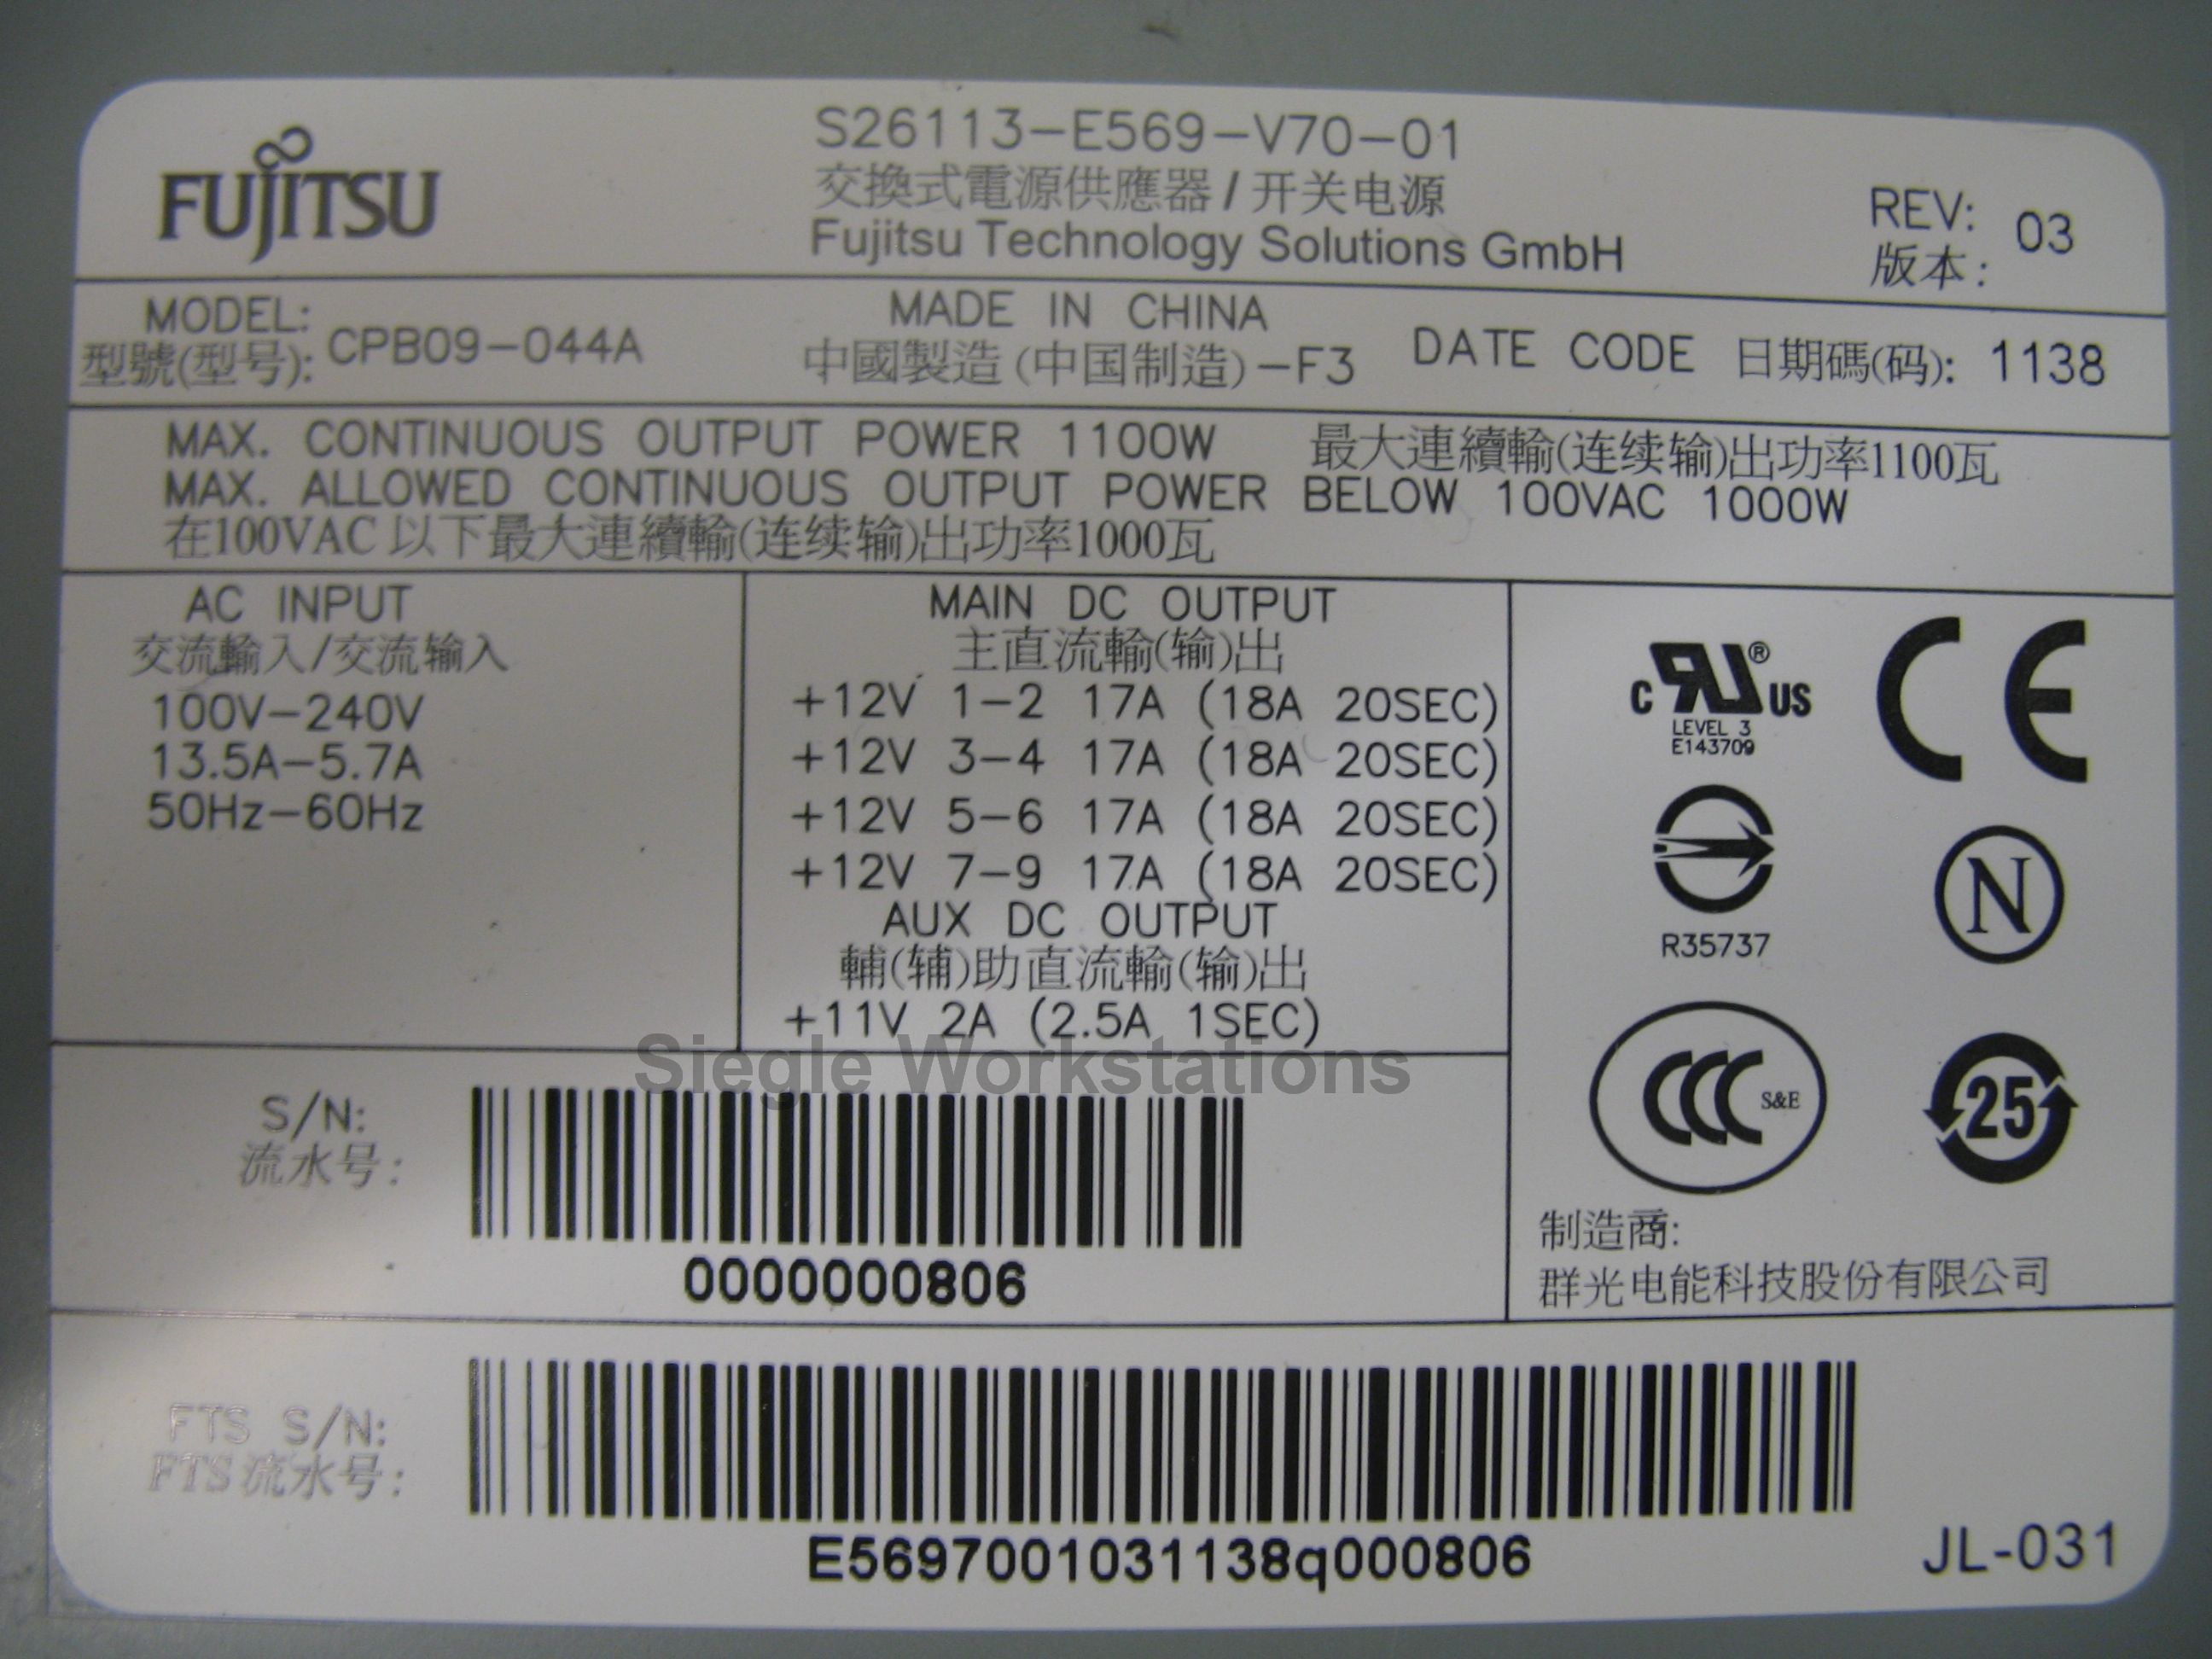 FUJITSU
S26113-E569-V70-01
交換式電源供應器/开关电源
Fujitsu Technology Solutions GmbH
REV: 03
版本:
MODEL: CPB09-044A
型號(型号):
MADE IN CHINA
中國製造(中国制造)-F3
DATE CODE 日期碼(码): 1138
MAX. CONTINUOUS OUTPUT POWER 1100W 最大連續輸(连续输)出功率1100瓦
MAX. ALLOWED CONTINUOUS OUTPUT POWER BELOW 100VAC 1000W
在100VAC 以下最大連續輸(连续输)出功率1000瓦
AC INPUT
交流輸入/交流输入
100V-240V
13.5A-5.7A
50Hz-60Hz
MAIN DC OUTPUT
主直流輸(输)出
+12V 1-2 17A (18A 20SEC)
+12V 3-4 17A (18A 20SEC)
+12V 5-6 17A (18A 20SEC)
+12V 7-9 17A (18A 20SEC)
AUX DC OUTPUT
輔(辅)助直流輸(输)出
+11V 2A (2.5A 1SEC)
C RU ® US
LEVEL 3
E143709
CE
R35737
N
CCC S&E
25
制造商:
群光电能科技股份有限公司
Siegle Workstations
S/N:
流水号:
0000000806
FTS S/N:
FTS 流水号:
E5697001031138q000806
JL-031